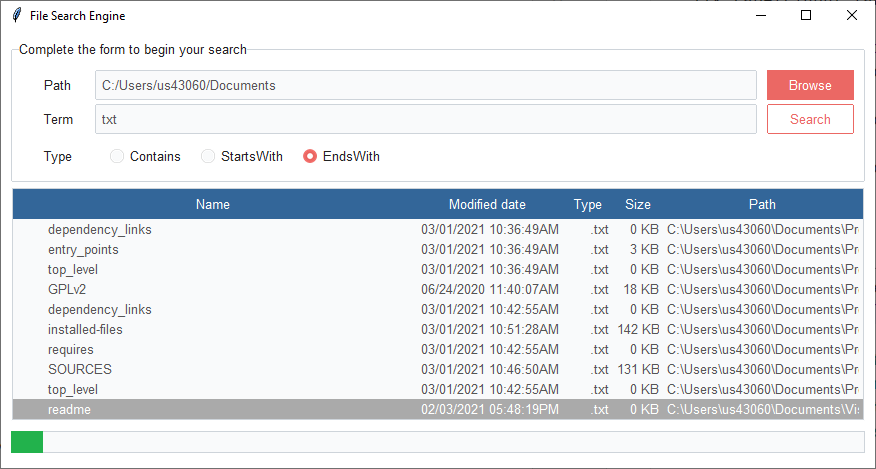 File Search Engine
Complete the form to begin your search
Path C:/Users/us43060/Documents Browse
Term txt Search
Type Contains StartsWith EndsWith
Name Modified date Type Size Path
dependency_links 03/01/2021 10:36:49AM .txt 0 KB C:\Users\us43060\Documents\Pr
entry_points 03/01/2021 10:36:49AM .txt 3 KB C:\Users\us43060\Documents\Pr
top_level 03/01/2021 10:36:49AM .txt 0 KB C:\Users\us43060\Documents\Pr
GPLv2 06/24/2020 11:40:07AM .txt 18 KB C:\Users\us43060\Documents\Pr
dependency_links 03/01/2021 10:42:55AM .txt 0 KB C:\Users\us43060\Documents\Pr
installed-files 03/01/2021 10:51:28AM .txt 142 KB C:\Users\us43060\Documents\Pr
requires 03/01/2021 10:42:55AM .txt 0 KB C:\Users\us43060\Documents\Pr
SOURCES 03/01/2021 10:46:50AM .txt 131 KB C:\Users\us43060\Documents\Pr
top_level 03/01/2021 10:42:55AM .txt 0 KB C:\Users\us43060\Documents\Pr
readme 02/03/2021 05:48:19PM .txt 0 KB C:\Users\us43060\Documents\Vis